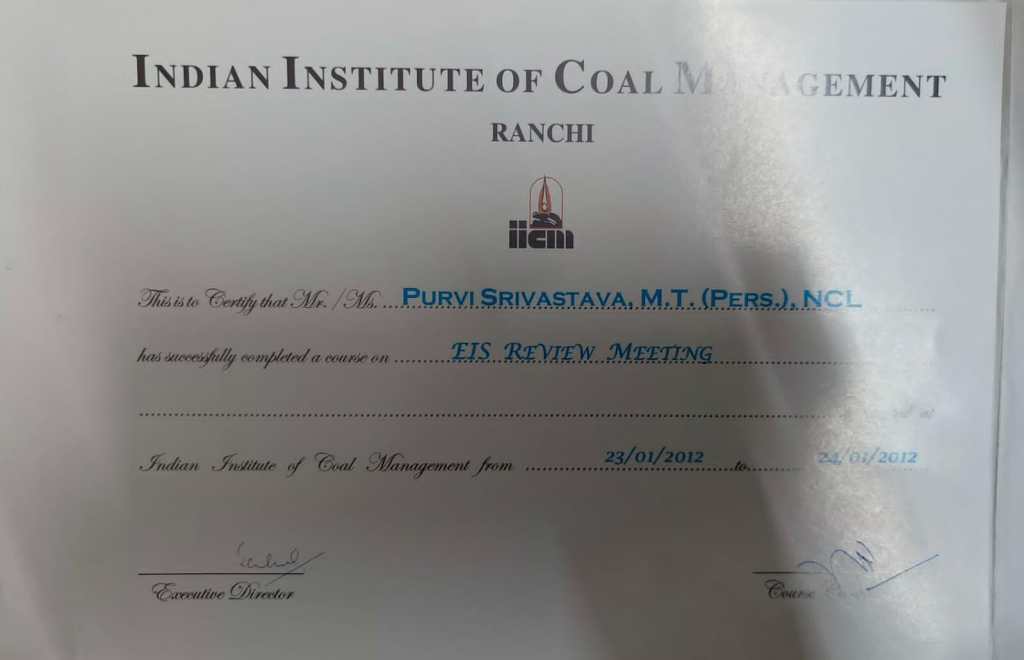 INDIAN INSTITUTE OF COAL MANAGEMENT
RANCHI
iicm
This is to Certify that Mr. / Ms. ... PURVI SRIVASTAVA, M.T. (PERS.), NCL
has successfully completed a course on ........... EIS REVIEW MEETING
at
Indian Institute of Coal Management from .................. 23/01/2012 ...... to .......... 24/01/2012
Executive Director
Course